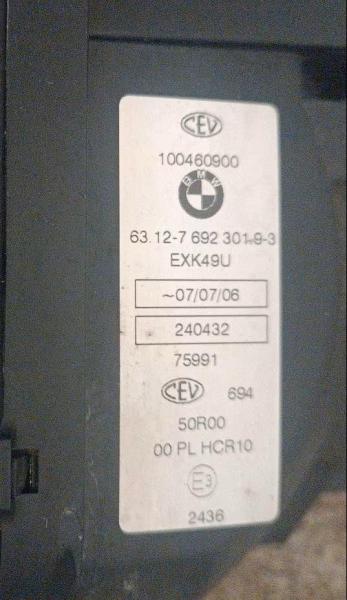 CEV
100460900
BMW
63.12-7 692 301.9-3
EXK49U
~07/07/06
240432
75991
CEV 694
50R00
00 PL HCR10
E3
2436